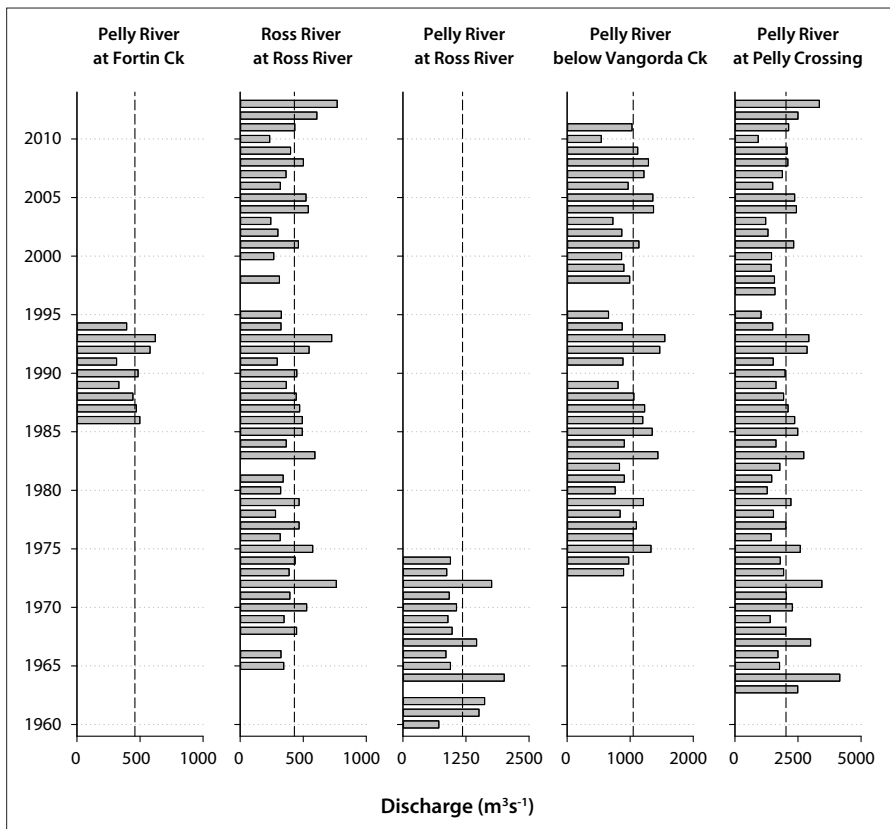 Pelly River
at Fortin Ck
Ross River
at Ross River
Pelly River
at Ross River
Pelly River
below Vangorda Ck
Pelly River
at Pelly Crossing
2010
2005
2000
1995
1990
1985
1980
1975
1970
1965
1960
0 500 1000
0 500 1000
0 1250 2500
0 1000 2000
0 2500 5000
Discharge (m³s⁻¹)